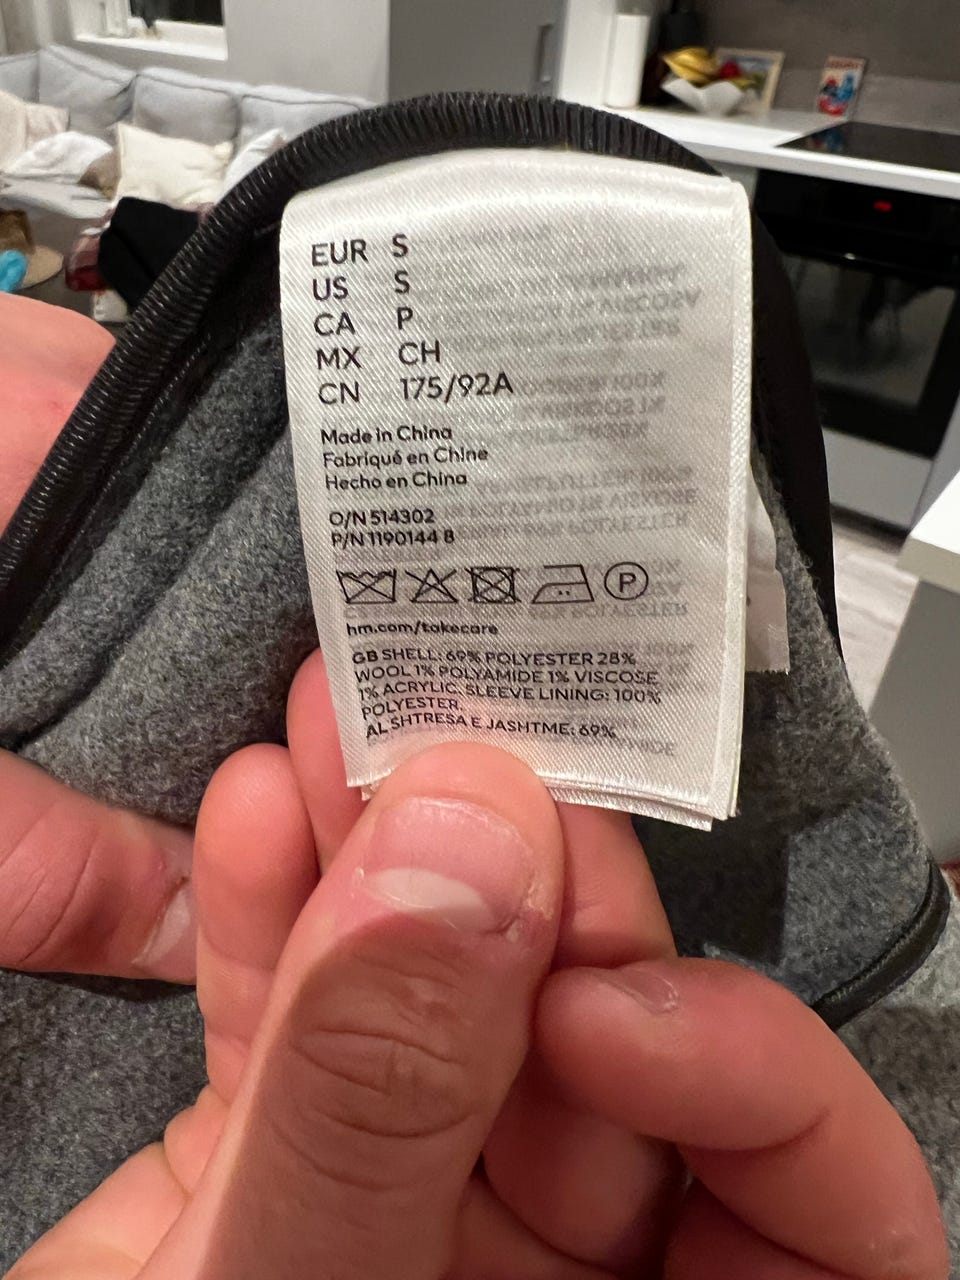 EUR S
US S
CA P
MX CH
CN 175/92A
Made in China
Fabriqué en Chine
Hecho en China
O/N 514302
P/N 1190144 8
P
hm.com/takecare
GB SHELL: 69% POLYESTER 28%
WOOL 1% POLYAMIDE 1% VISCOSE
1% ACRYLIC. SLEEVE LINING: 100%
POLYESTER.
AL SHTRESA E JASHTME: 69%